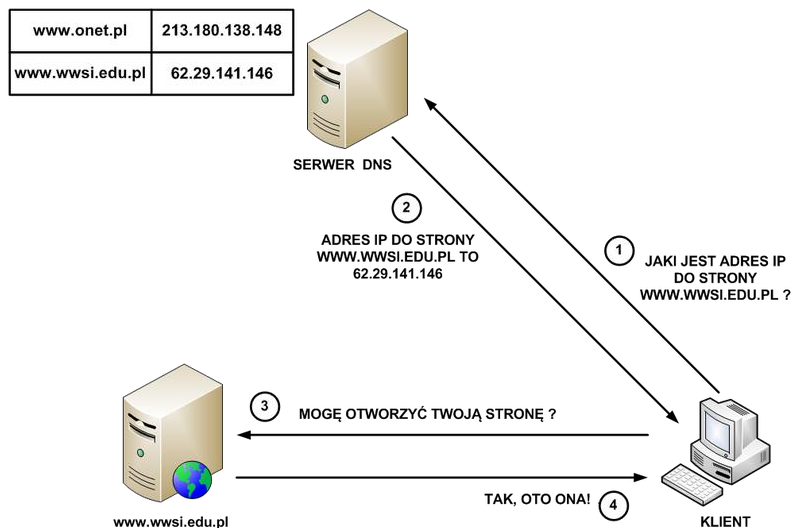 www.onet.pl 213.180.138.148
www.wwsi.edu.pl 62.29.141.146
SERWER DNS
2
ADRES IP DO STRONY
WWW.WWSI.EDU.PL TO
62.29.141.146
1
JAKI JEST ADRES IP
DO STRONY
WWW.WWSI.EDU.PL ?
3
MOGĘ OTWORZYĆ TWOJĄ STRONĘ ?
TAK, OTO ONA!
4
www.wwsi.edu.pl
KLIENT